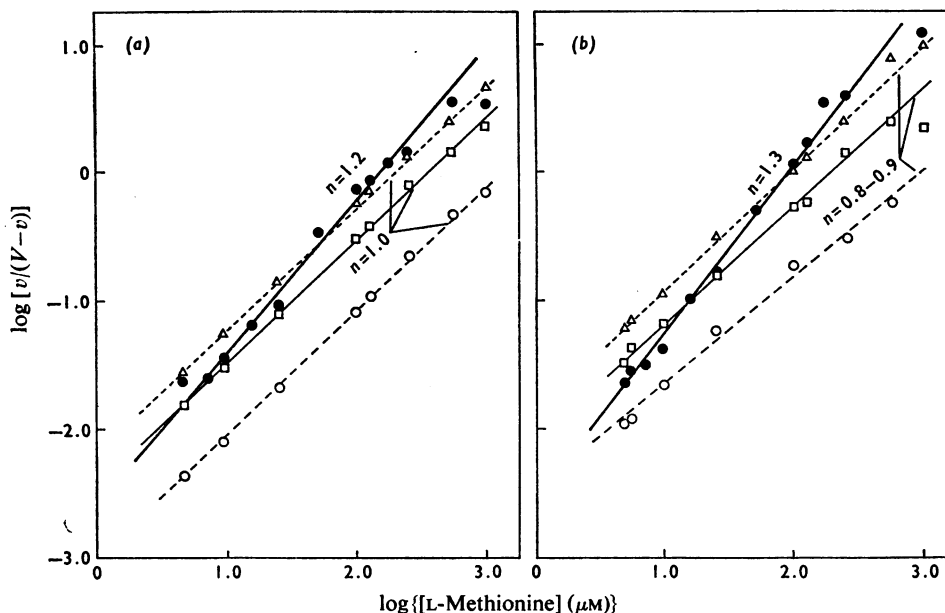 (a)
(b)
1.0
0
−1.0
−2.0
−3.0
log [v/(V−v)]
n=1.2
n=1.0
n=1.3
n=0.8–0.9
0 1.0 2.0 3.0
0 1.0 2.0 3.0
log{[L-Methionine] (μM)}